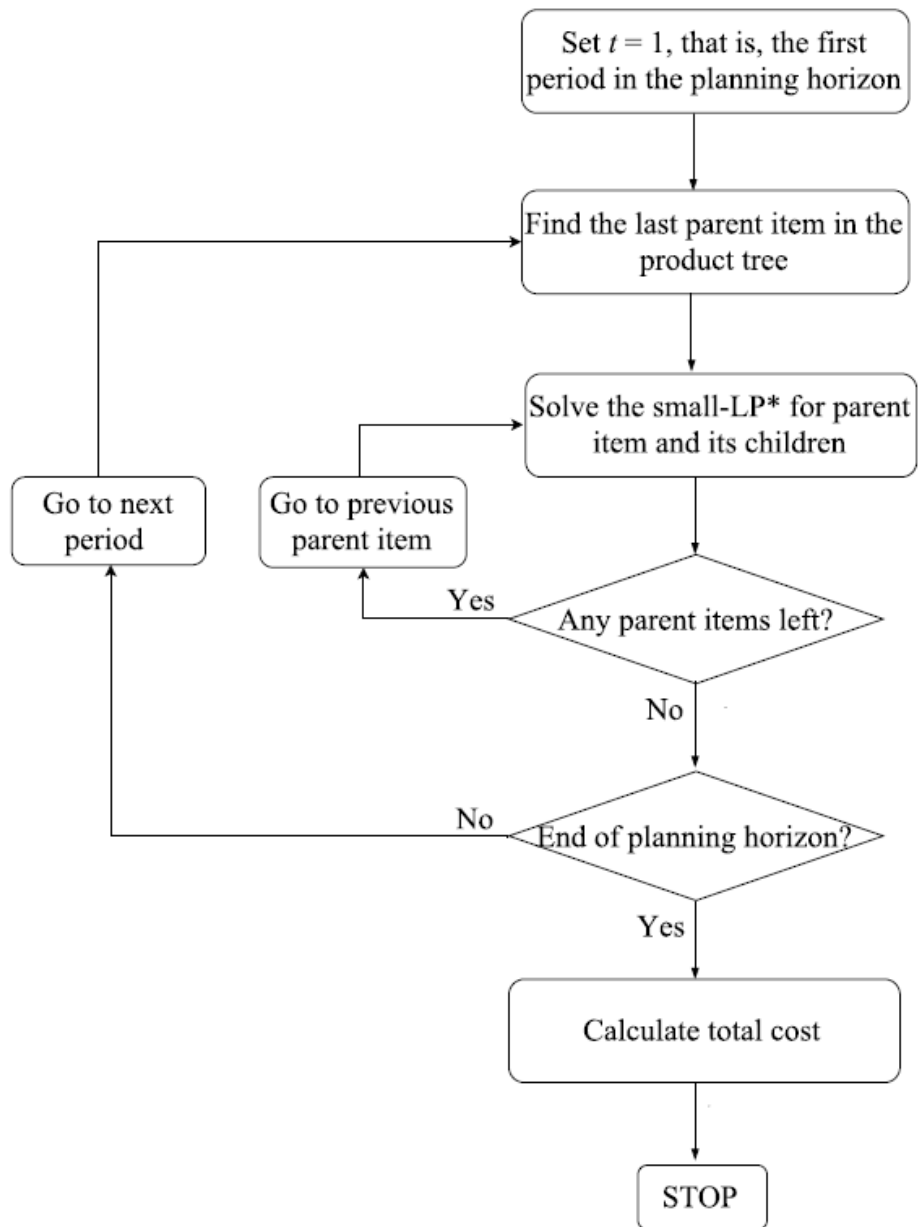 Set t = 1, that is, the first
period in the planning horizon
Find the last parent item in the
product tree
Solve the small-LP* for parent
item and its children
Go to next
period
Go to previous
parent item
Yes
Any parent items left?
No
No
End of planning horizon?
Yes
Calculate total cost
STOP